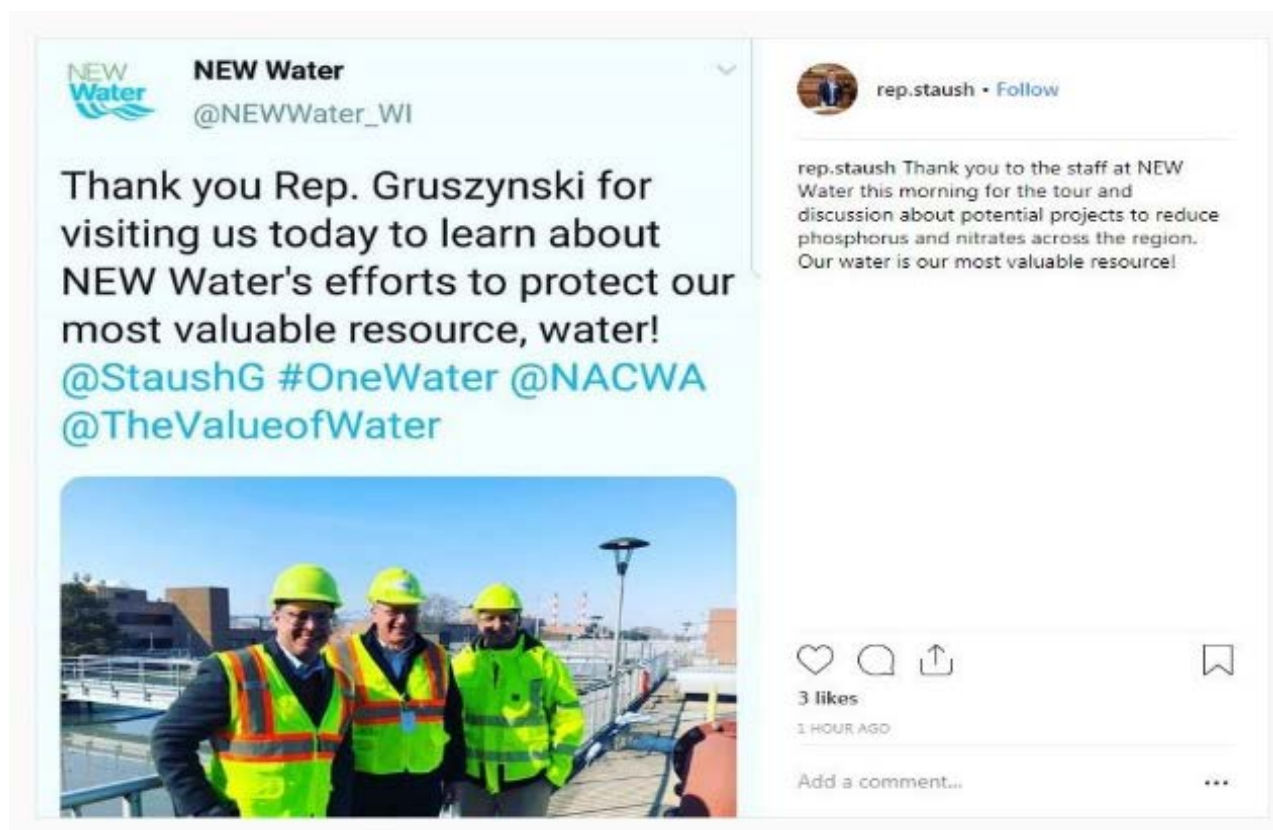 NEW
Water
NEW Water
@NEWWater_WI
Thank you Rep. Gruszynski for
visiting us today to learn about
NEW Water's efforts to protect our
most valuable resource, water!
@StaushG #OneWater @NACWA
@TheValueofWater
rep.staush • Follow
rep.staush Thank you to the staff at NEW
Water this morning for the tour and
discussion about potential projects to reduce
phosphorus and nitrates across the region.
Our water is our most valuable resource!
3 likes
1 HOUR AGO
Add a comment...